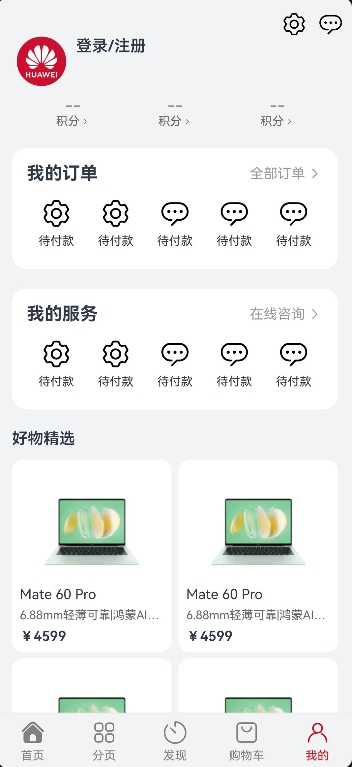 登录/注册
HUAWEI
-- -- --
积分 > 积分 > 积分 >
我的订单 全部订单 >
待付款 待付款 待付款 待付款 待付款
我的服务 在线咨询 >
待付款 待付款 待付款 待付款 待付款
好物精选
Mate 60 Pro Mate 60 Pro
6.88mm轻薄可靠|鸿蒙AI... 6.88mm轻薄可靠|鸿蒙AI...
¥4599 ¥4599
首页 分页 发现 购物车 我的